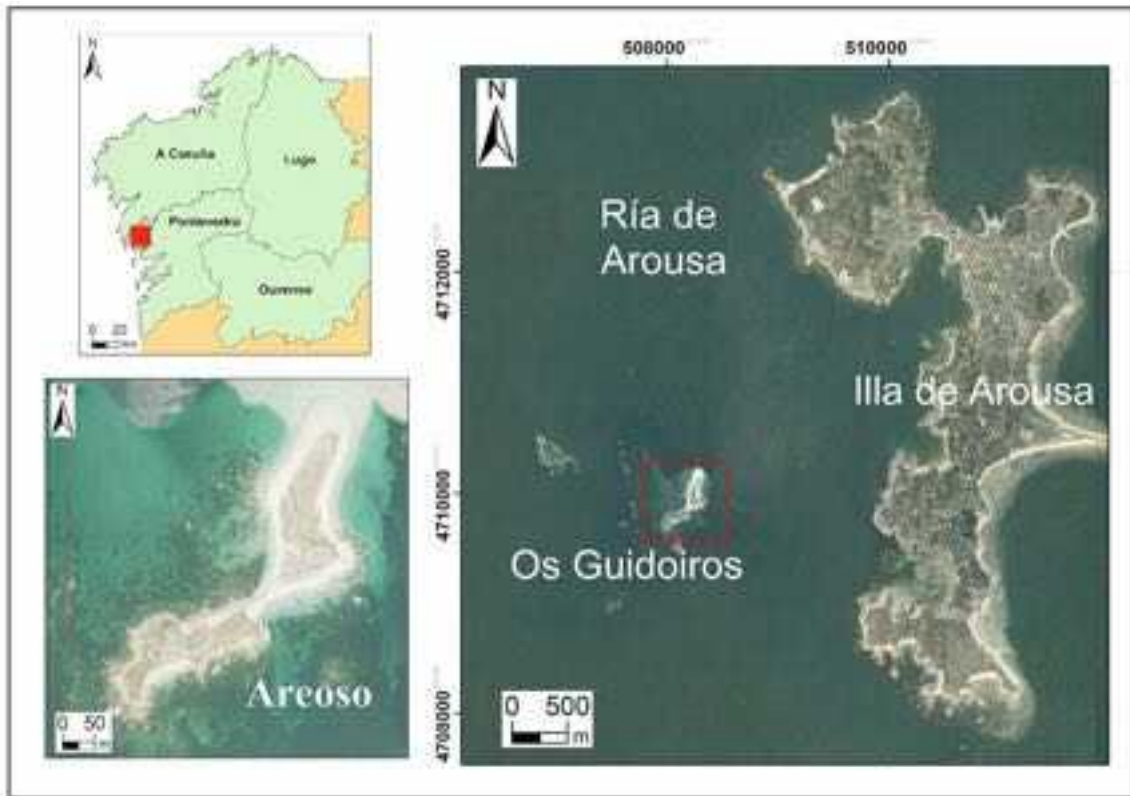 N
A Coruña
Lugo
Pontevedra
Ourense
0 20
km
N
Areoso
0 50
m
508000
510000
N
Ría de
Arousa
4712000
Illa de Arousa
4710000
Os Guidoiros
0 500
m
4708000